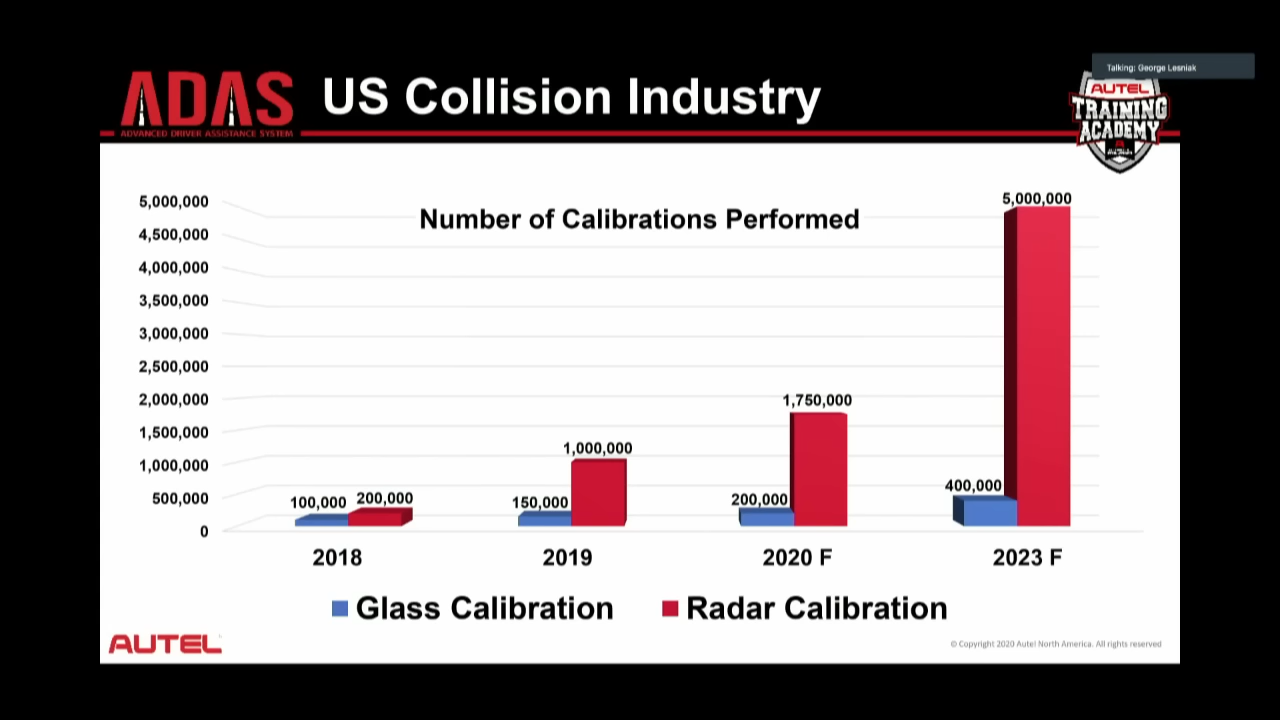 Talking: George Lesniak
ADAS
ADVANCED DRIVER ASSISTANCE SYSTEM
US Collision Industry
AUTEL
TRAINING
ACADEMY
Number of Calibrations Performed
5,000,000
4,500,000
4,000,000
3,500,000
3,000,000
2,500,000
2,000,000
1,500,000
1,000,000
500,000
0
100,000 200,000
150,000 1,000,000
200,000 1,750,000
400,000 5,000,000
2018 2019 2020 F 2023 F
Glass Calibration Radar Calibration
AUTEL
© Copyright 2020 Autel North America. All rights reserved